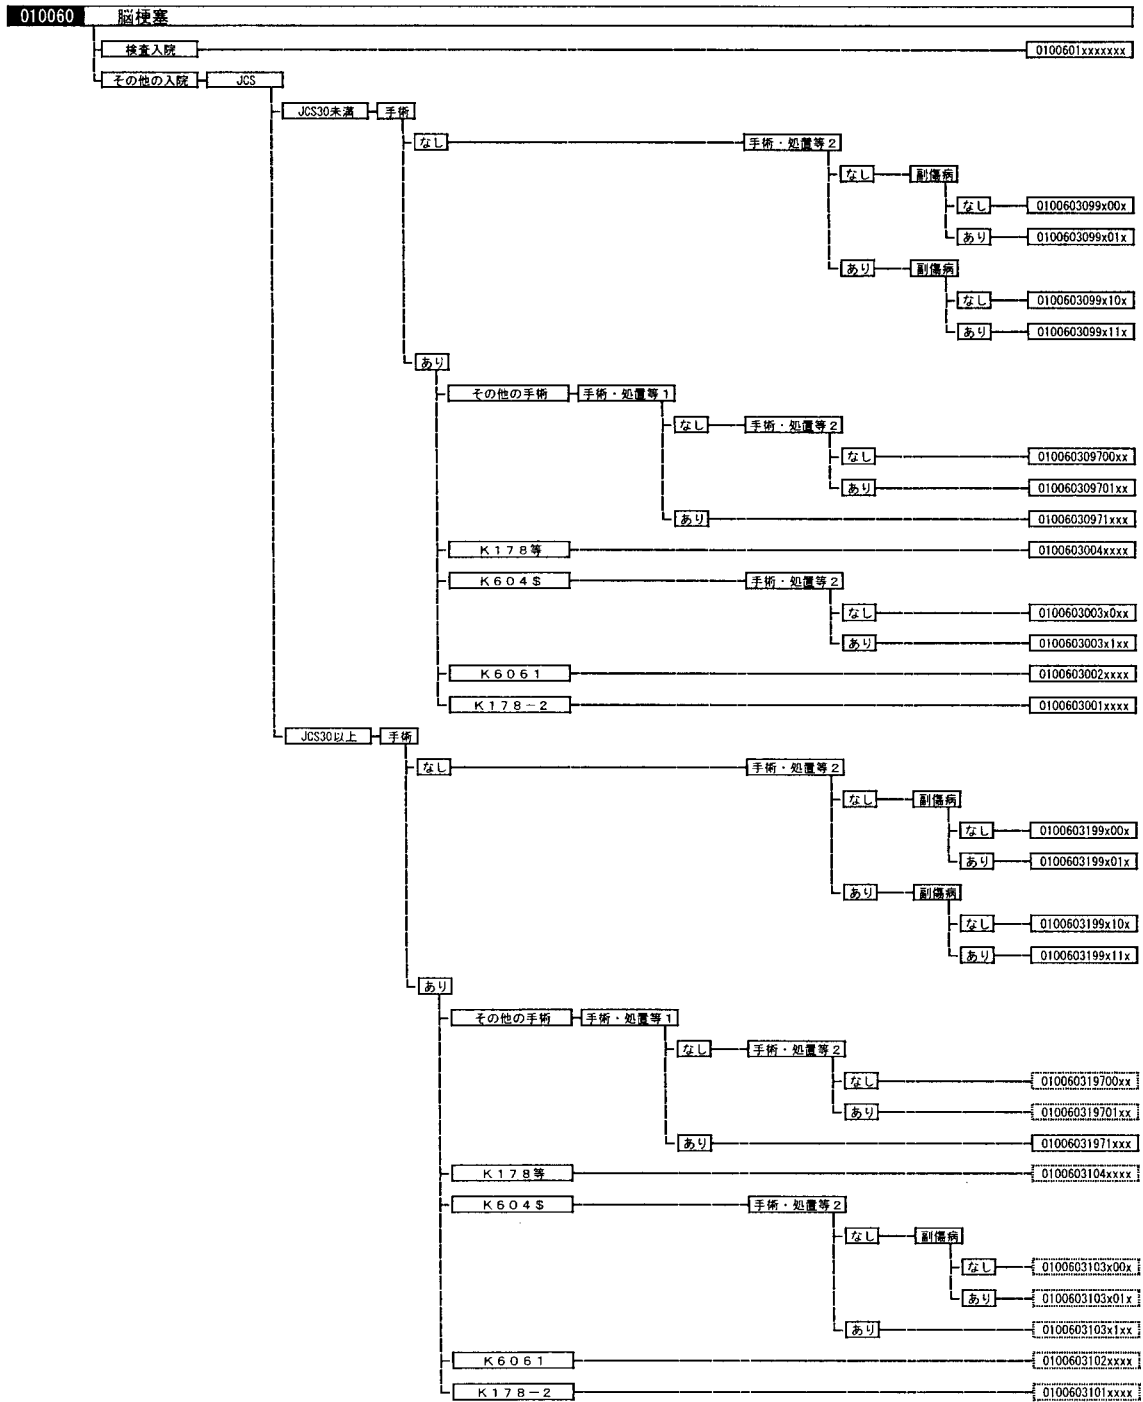 010060 脳梗塞
検査入院 0100601xxxxxxx
その他の入院 JCS
JCS30未満 手術
なし 手術・処置等2
なし 副傷病
なし 0100603099x00x
あり 0100603099x01x
あり 副傷病
なし 0100603099x10x
あり 0100603099x11x
あり
その他の手術 手術・処置等1
なし 手術・処置等2
なし 010060309700xx
あり 010060309701xx
あり 01006030971xxx
K178等 0100603004xxxx
K604$ 手術・処置等2
なし 0100603003x0xx
あり 0100603003x1xx
K6061 0100603002xxxx
K178-2 0100603001xxxx
JCS30以上 手術
なし 手術・処置等2
なし 副傷病
なし 0100603199x00x
あり 0100603199x01x
あり 副傷病
なし 0100603199x10x
あり 0100603199x11x
あり
その他の手術 手術・処置等1
なし 手術・処置等2
なし 010060319700xx
あり 010060319701xx
あり 01006031971xxx
K178等 0100603104xxxx
K604$ 手術・処置等2
なし 副傷病
なし 0100603103x00x
あり 0100603103x01x
あり 0100603103x1xx
K6061 0100603102xxxx
K178-2 0100603101xxxx